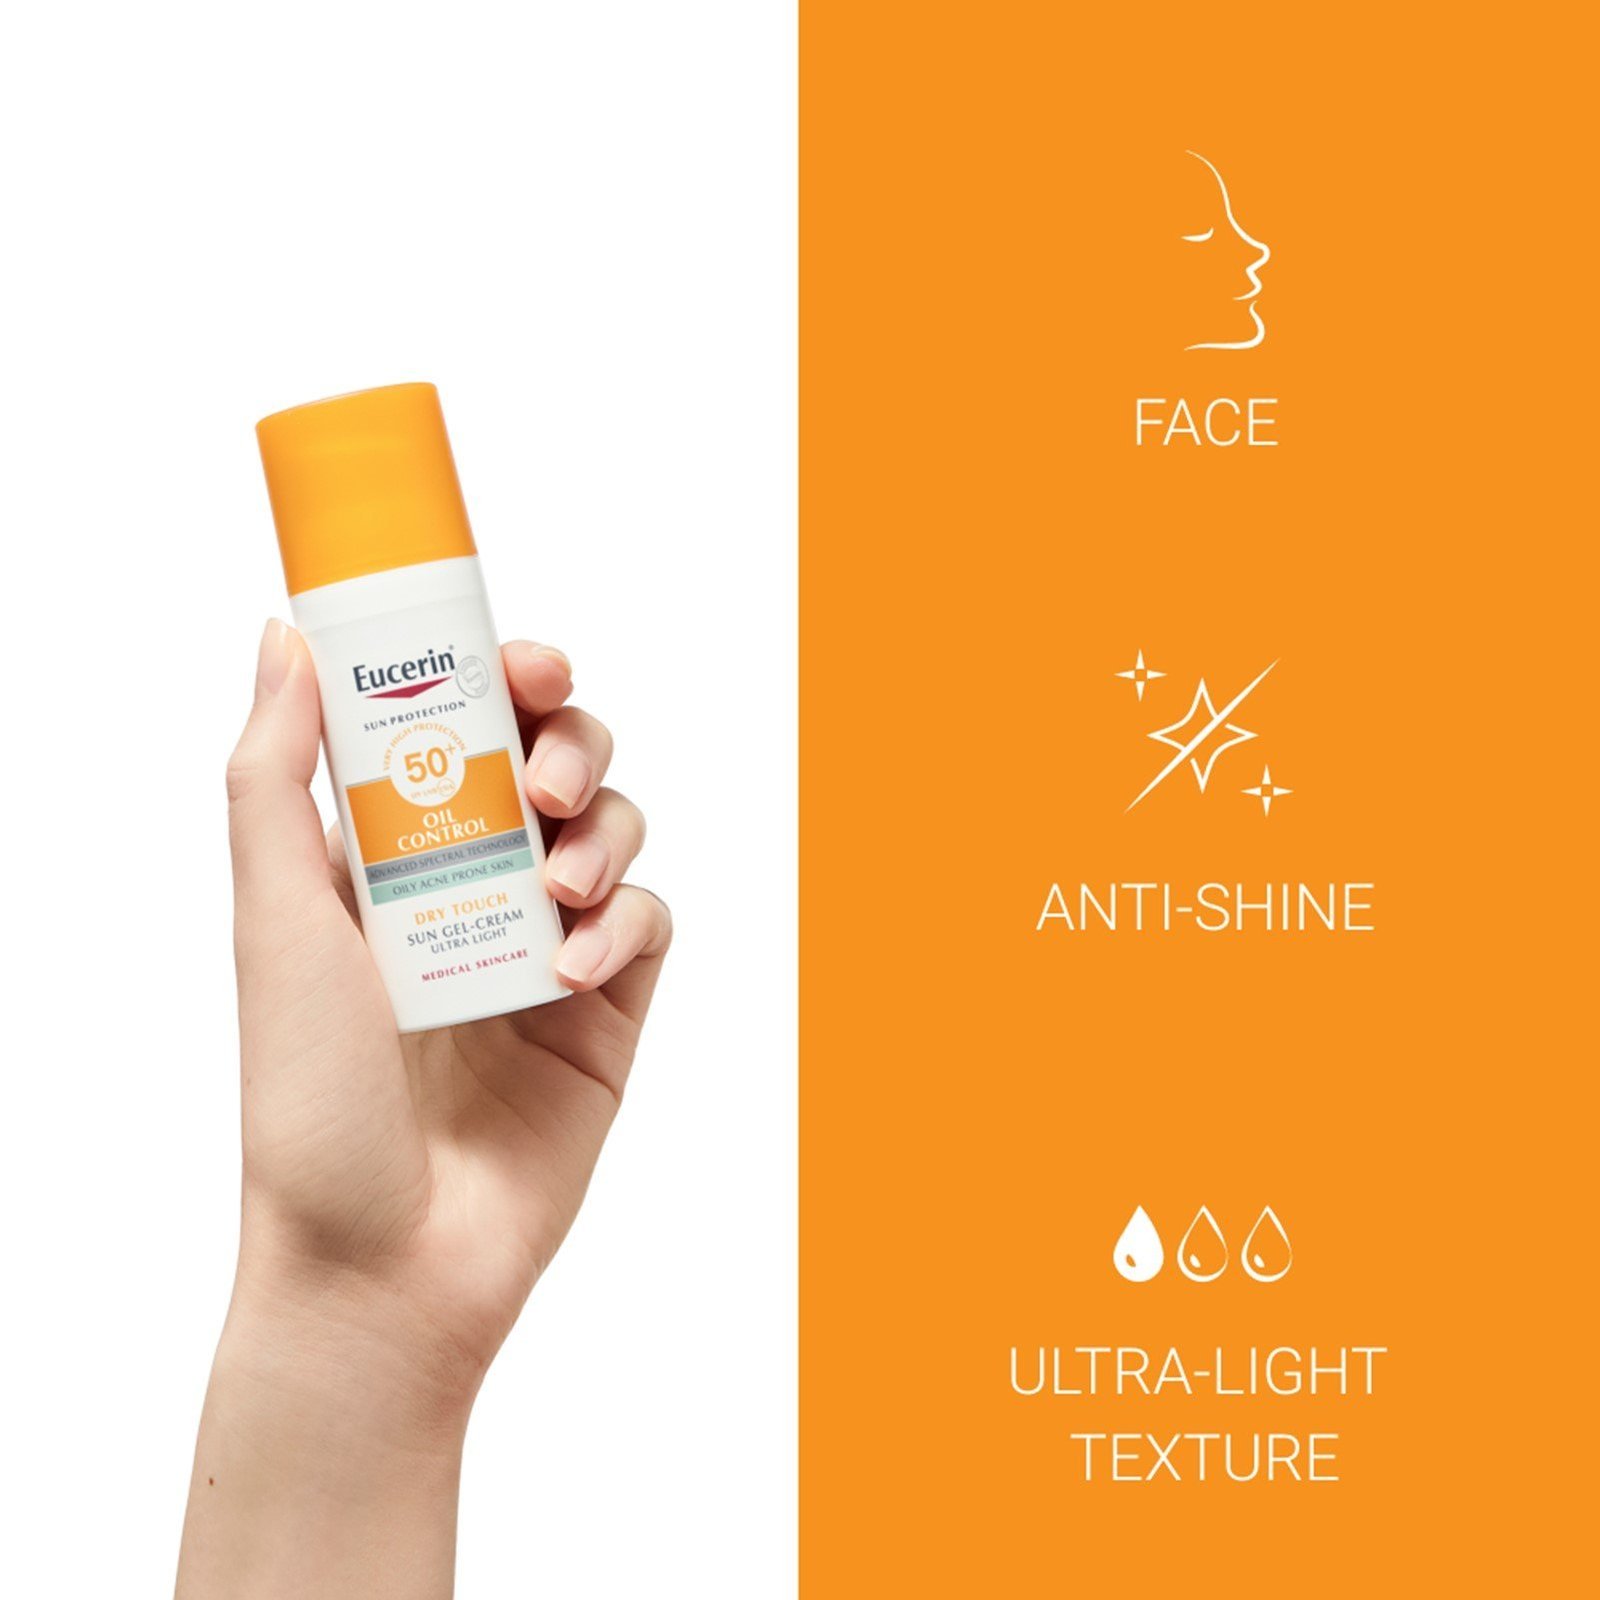 Eucerin®
SUN PROTECTION
VERY HIGH PROTECTION
50+
OIL
CONTROL
ADVANCED SPECTRAL TECHNOLOGY
OILY ACNE PRONE SKIN
DRY TOUCH
SUN GEL-CREAM
ULTRA LIGHT
MEDICAL SKINCARE
FACE
ANTI-SHINE
ULTRA-LIGHT
TEXTURE